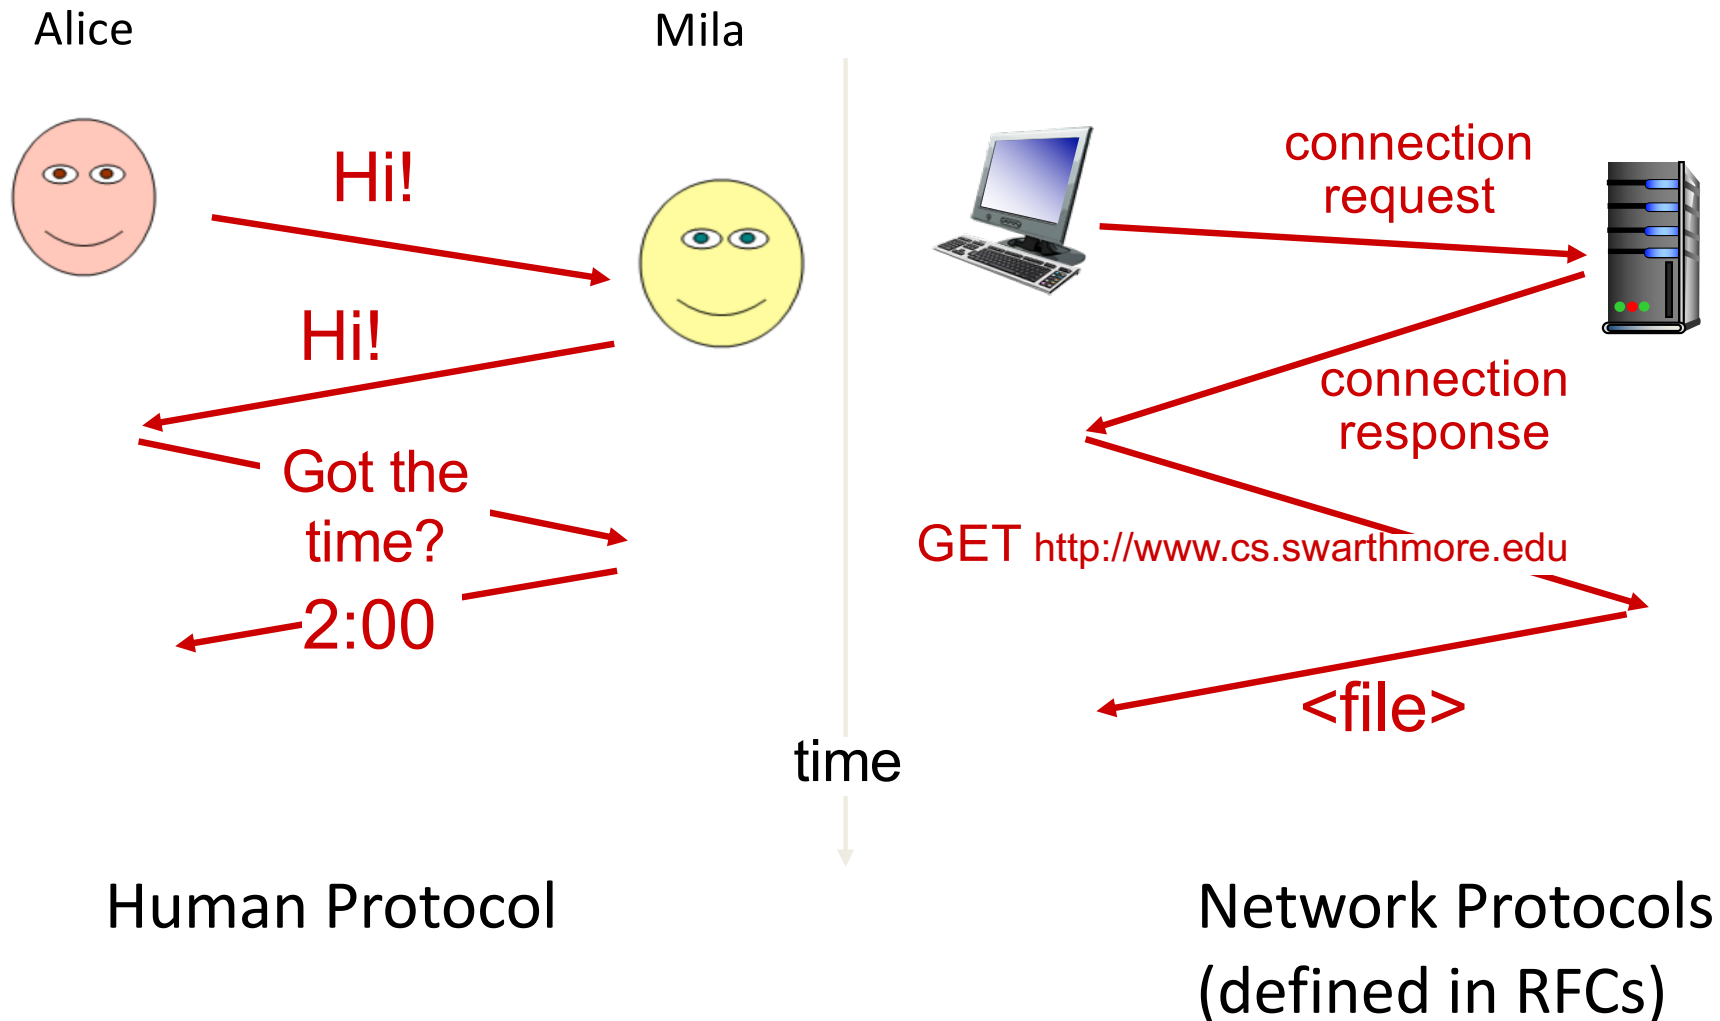 Alice
Mila
Hi!
Hi!
Got the
time?
2:00
connection
request
connection
response
GET http://www.cs.swarthmore.edu
<file>
time
Human Protocol
Network Protocols
(defined in RFCs)